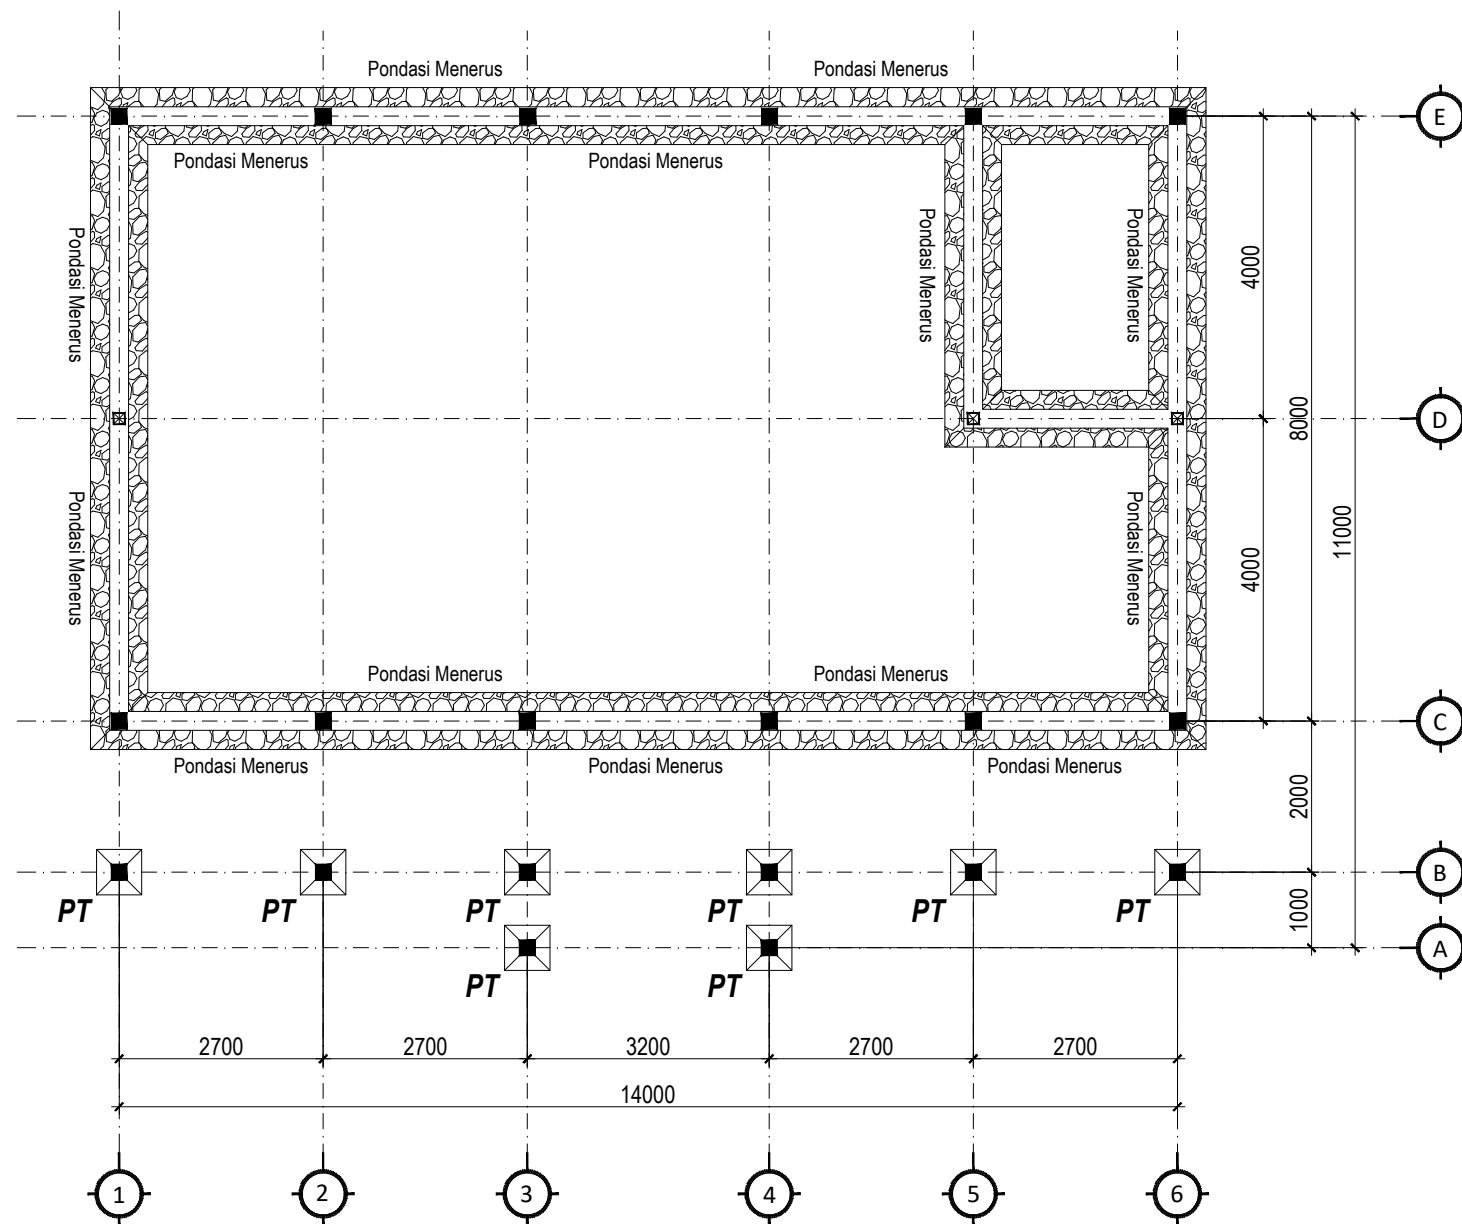 Pondasi Menerus
Pondasi Menerus
E
Pondasi Menerus
Pondasi Menerus
Pondasi Menerus
Pondasi Menerus
Pondasi Menerus
4000
8000
D
11000
Pondasi Menerus
Pondasi Menerus
4000
Pondasi Menerus
Pondasi Menerus
C
Pondasi Menerus
Pondasi Menerus
Pondasi Menerus
2000
B
PT
PT
PT
PT
PT
PT
1000
A
PT
PT
2700
2700
3200
2700
2700
14000
1
2
3
4
5
6